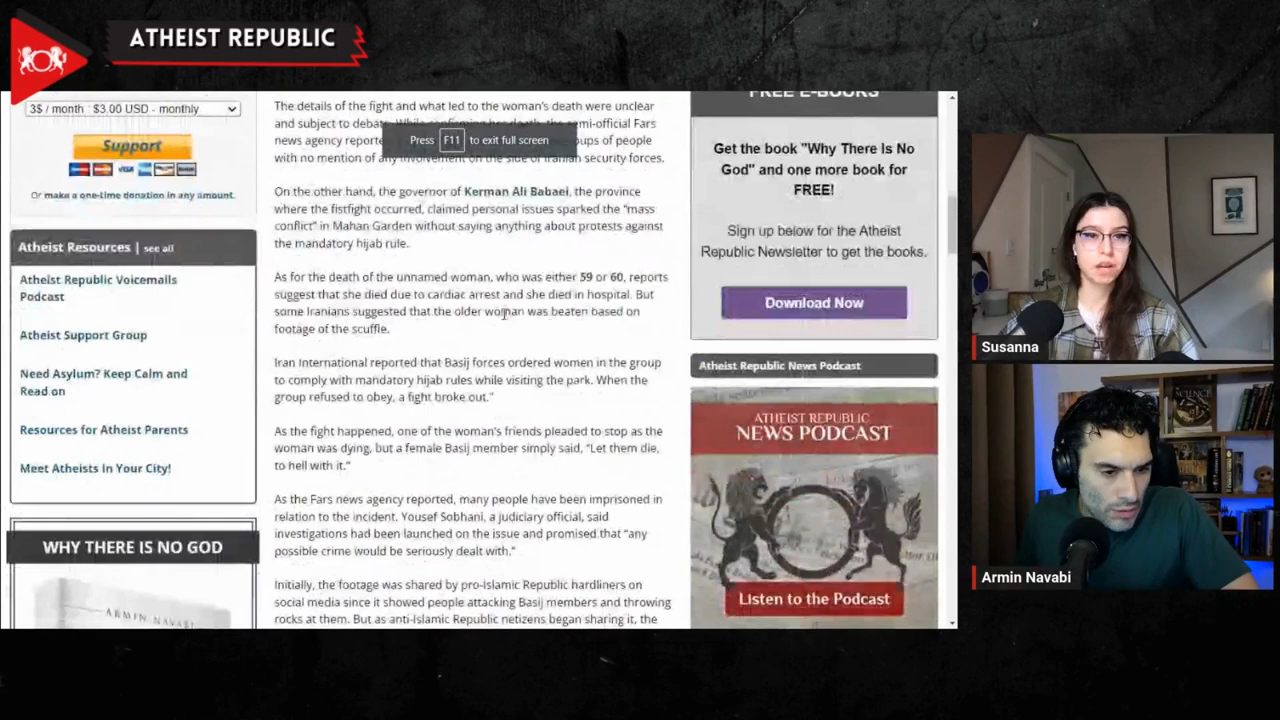 ATHEIST REPUBLIC
3$ / month : $3.00 USD - monthly
Support
Or make a one-time donation in any amount.
Atheist Resources | see all
Atheist Republic Voicemalls
Podcast
Atheist Support Group
Need Asylum? Keep Calm and
Read on
Resources for Atheist Parents
Meet Atheists in Your City!
WHY THERE IS NO GOD
ARMIN NAVABI
The details of the fight and what led to the woman's death were unclear
and subject to debate. While confirming her death, the semi-official Fars
news agency reporte ups of people
with no mention of any involvement on the side of Iranian security forces.
Press F11 to exit full screen
On the other hand, the governor of Kerman Ali Babaei, the province
where the fistfight occurred, claimed personal issues sparked the "mass
conflict" in Mahan Garden without saying anything about protests against
the mandatory hijab rule.
As for the death of the unnamed woman, who was either 59 or 60, reports
suggest that she died due to cardiac arrest and she died in hospital. But
some Iranians suggested that the older woman was beaten based on
footage of the scuffle.
Iran International reported that Basij forces ordered women in the group
to comply with mandatory hijab rules while visiting the park. When the
group refused to obey, a fight broke out."
As the fight happened, one of the woman's friends pleaded to stop as the
woman was dying, but a female Basij member simply said, "Let them die,
to hell with it."
As the Fars news agency reported, many people have been imprisoned in
relation to the incident. Yousef Sobhani, a judiciary official, said
investigations had been launched on the issue and promised that "any
possible crime would be seriously dealt with."
Initially, the footage was shared by pro-Islamic Republic hardliners on
social media since it showed people attacking Basij members and throwing
rocks at them. But as anti-Islamic Republic netizens began sharing it, the
FREE E-BOOKS
Get the book "Why There Is No
God" and one more book for
FREE!
Sign up below for the Atheist
Republic Newsletter to get the books.
Download Now
Atheist Republic News Podcast
ATHEIST REPUBLIC
NEWS PODCAST
Listen to the Podcast
Susanna
SCIENCE
Armin Navabi